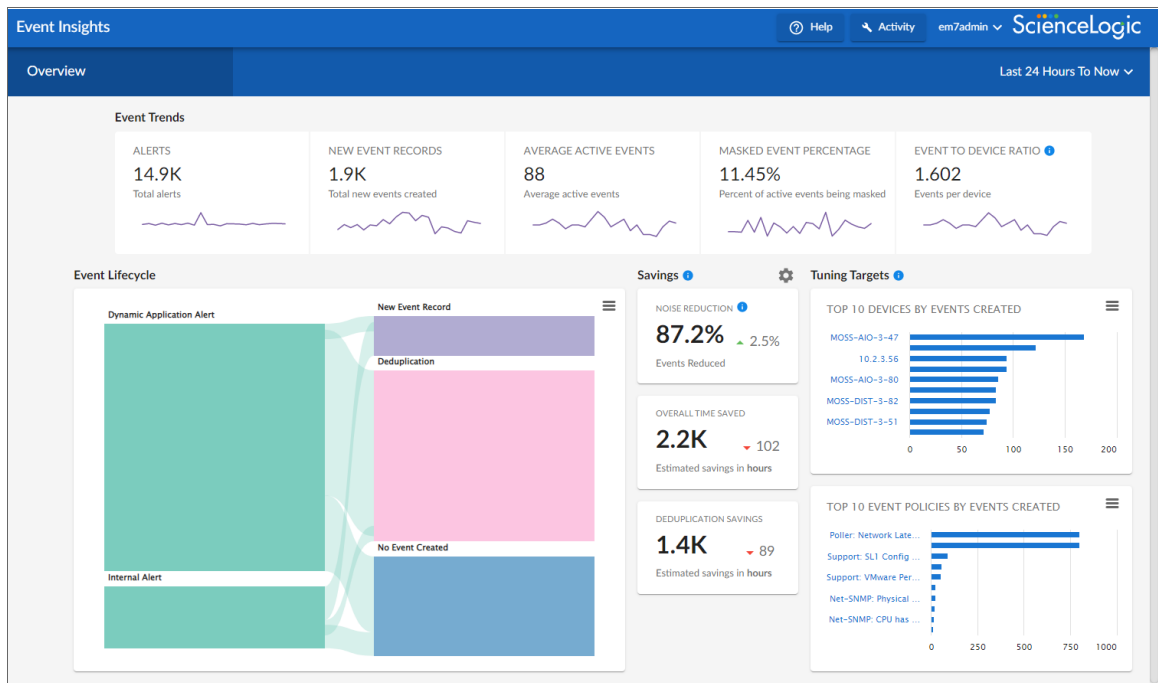 Event Insights
Help
Activity
em7admin
ScienceLogic
Overview
Last 24 Hours To Now
Event Trends
ALERTS
14.9K
Total alerts
NEW EVENT RECORDS
1.9K
Total new events created
AVERAGE ACTIVE EVENTS
88
Average active events
MASKED EVENT PERCENTAGE
11.45%
Percent of active events being masked
EVENT TO DEVICE RATIO
1.602
Events per device
Event Lifecycle
Dynamic Application Alert
Internal Alert
New Event Record
Deduplication
No Event Created
Savings
NOISE REDUCTION
87.2%
2.5%
Events Reduced
OVERALL TIME SAVED
2.2K
102
Estimated savings in hours
DEDUPLICATION SAVINGS
1.4K
89
Estimated savings in hours
Tuning Targets
TOP 10 DEVICES BY EVENTS CREATED
MOSS-AIO-3-47
10.2.3.56
MOSS-AIO-3-80
MOSS-DIST-3-82
MOSS-DIST-3-51
0 50 100 150 200
TOP 10 EVENT POLICIES BY EVENTS CREATED
Poller: Network Late...
Support: SL1 Config ...
Support: VMware Per...
Net-SNMP: Physical ...
Net-SNMP: CPU has ...
0 250 500 750 1000